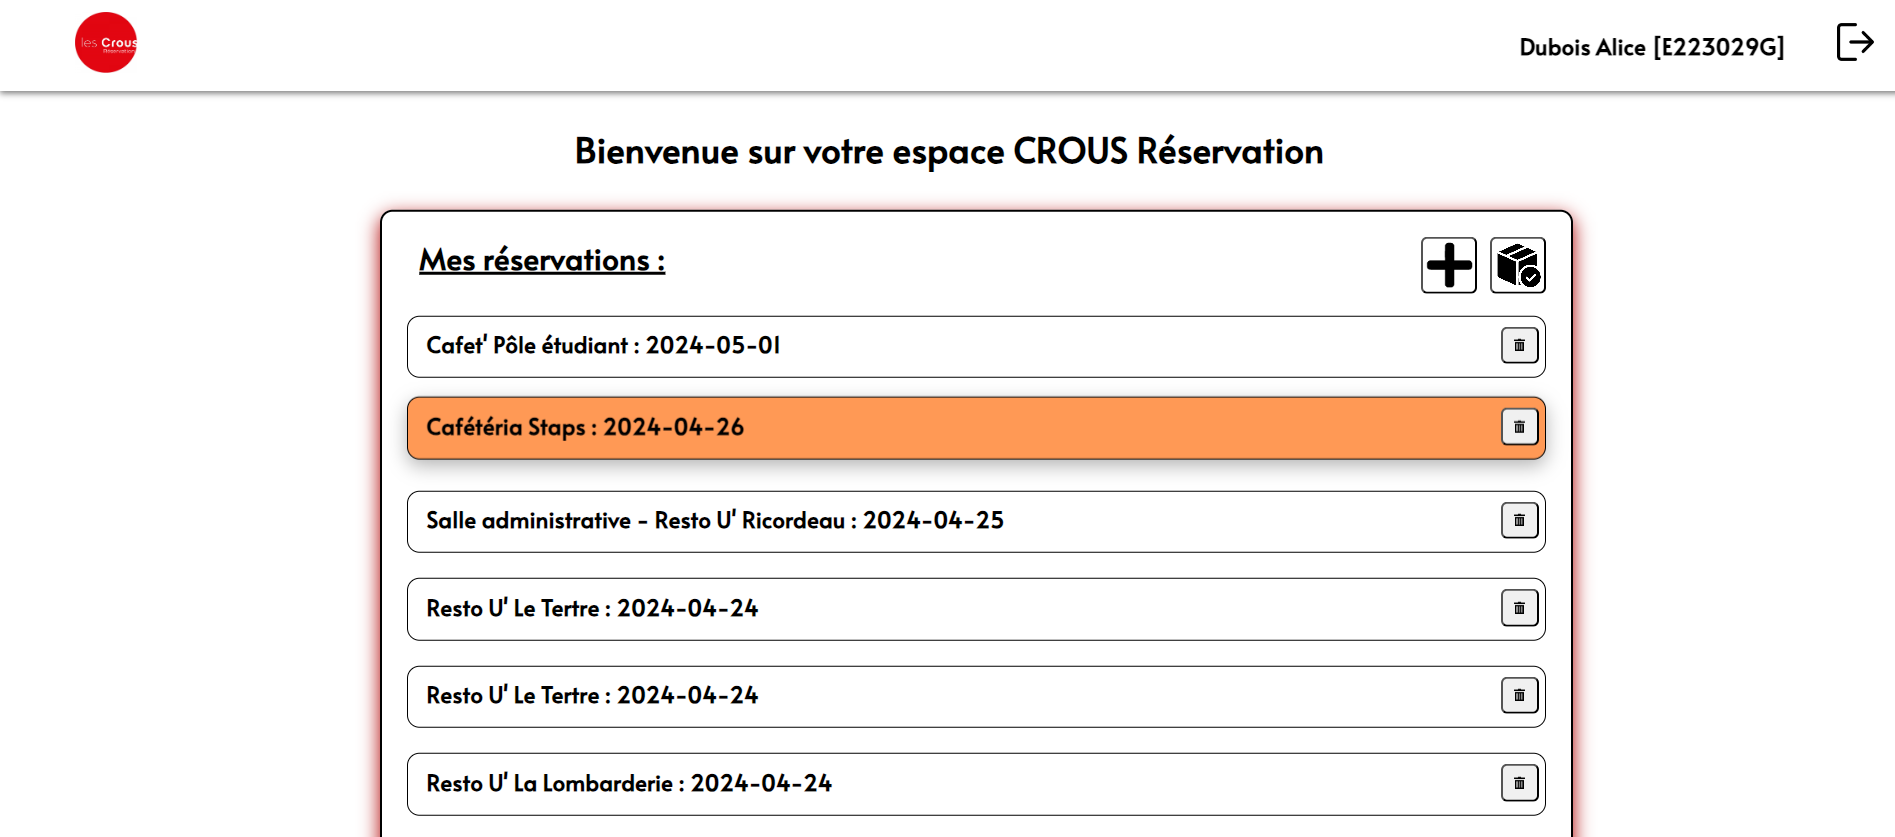 les Crous
Réservation
Dubois Alice [E223029G]
Bienvenue sur votre espace CROUS Réservation
Mes réservations :
Cafet' Pôle étudiant : 2024-05-01
Cafétéria Staps : 2024-04-26
Salle administrative - Resto U' Ricordeau : 2024-04-25
Resto U' Le Tertre : 2024-04-24
Resto U' Le Tertre : 2024-04-24
Resto U' La Lombarderie : 2024-04-24